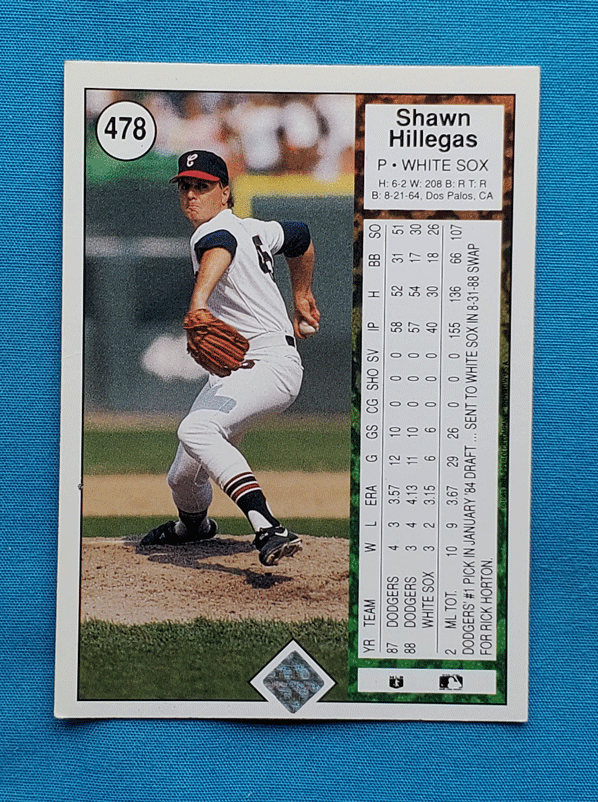 478
Shawn
Hillegas
P • WHITE SOX
H: 6-2 W: 208 B: R T: R
B: 8-21-64, Dos Palos, CA
YR TEAM W L ERA G GS CG SHO SV IP H BB SO
87 DODGERS 4 3 3.57 12 10 0 0 0 58 52 31 51
88 DODGERS 3 4 4.13 11 10 0 0 0 57 54 17 30
WHITE SOX 3 2 3.15 6 6 0 0 0 40 30 18 26
2 ML TOT. 10 9 3.67 29 26 0 0 0 155 136 66 107
DODGERS' #1 PICK IN JANUARY '84 DRAFT ... SENT TO WHITE SOX IN 8-31-88 SWAP
FOR RICK HORTON.
C